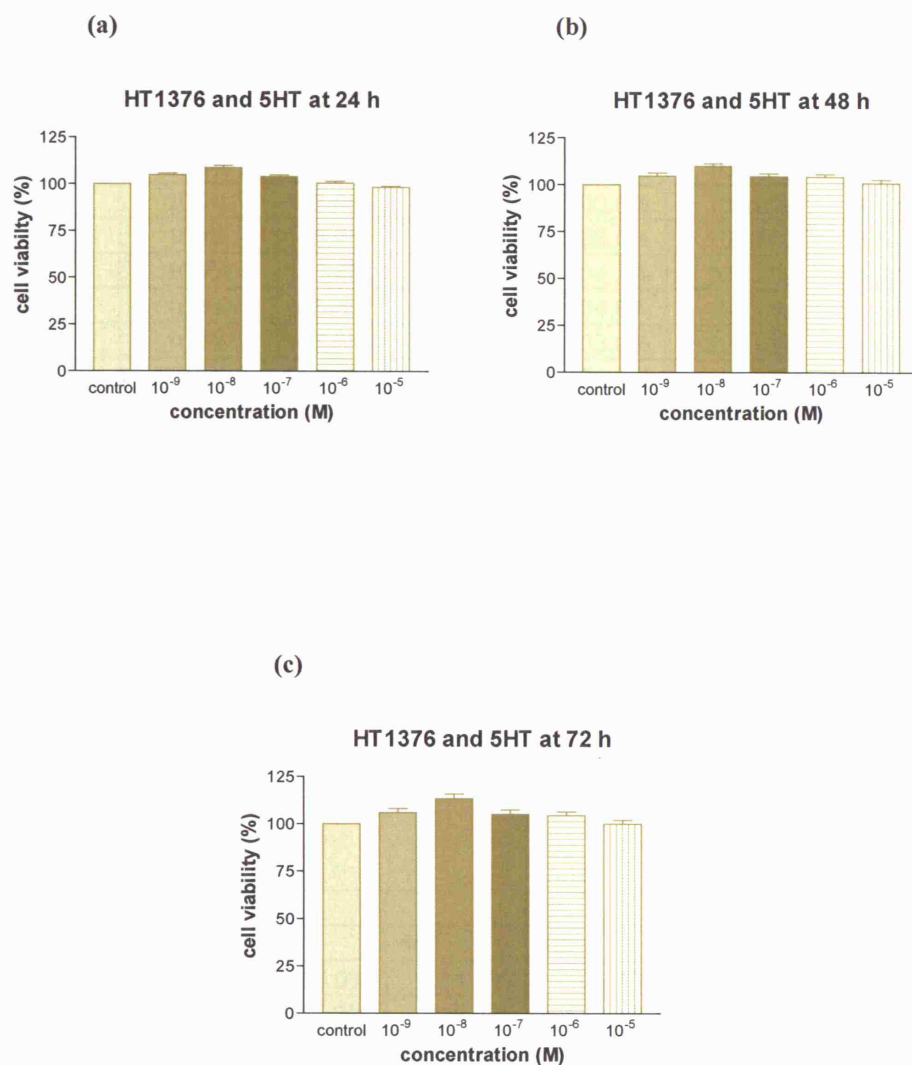 (a)
HT1376 and 5HT at 24 h
cell viability (%)
125
100
75
50
25
0
control 10⁻⁹ 10⁻⁸ 10⁻⁷ 10⁻⁶ 10⁻⁵
concentration (M)
(b)
HT1376 and 5HT at 48 h
cell viability (%)
125
100
75
50
25
0
control 10⁻⁹ 10⁻⁸ 10⁻⁷ 10⁻⁶ 10⁻⁵
concentration (M)
(c)
HT1376 and 5HT at 72 h
cell viability (%)
125
100
75
50
25
0
control 10⁻⁹ 10⁻⁸ 10⁻⁷ 10⁻⁶ 10⁻⁵
concentration (M)